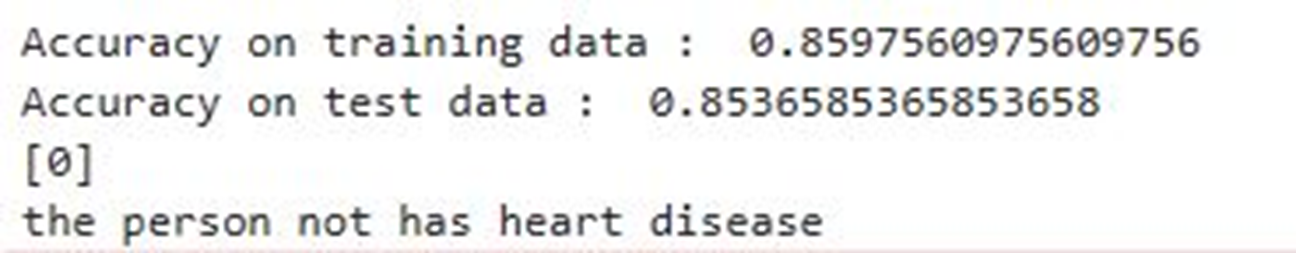 Accuracy on training data :  0.8597560975609756
Accuracy on test data :  0.8536585365853658
[0]
the person not has heart disease